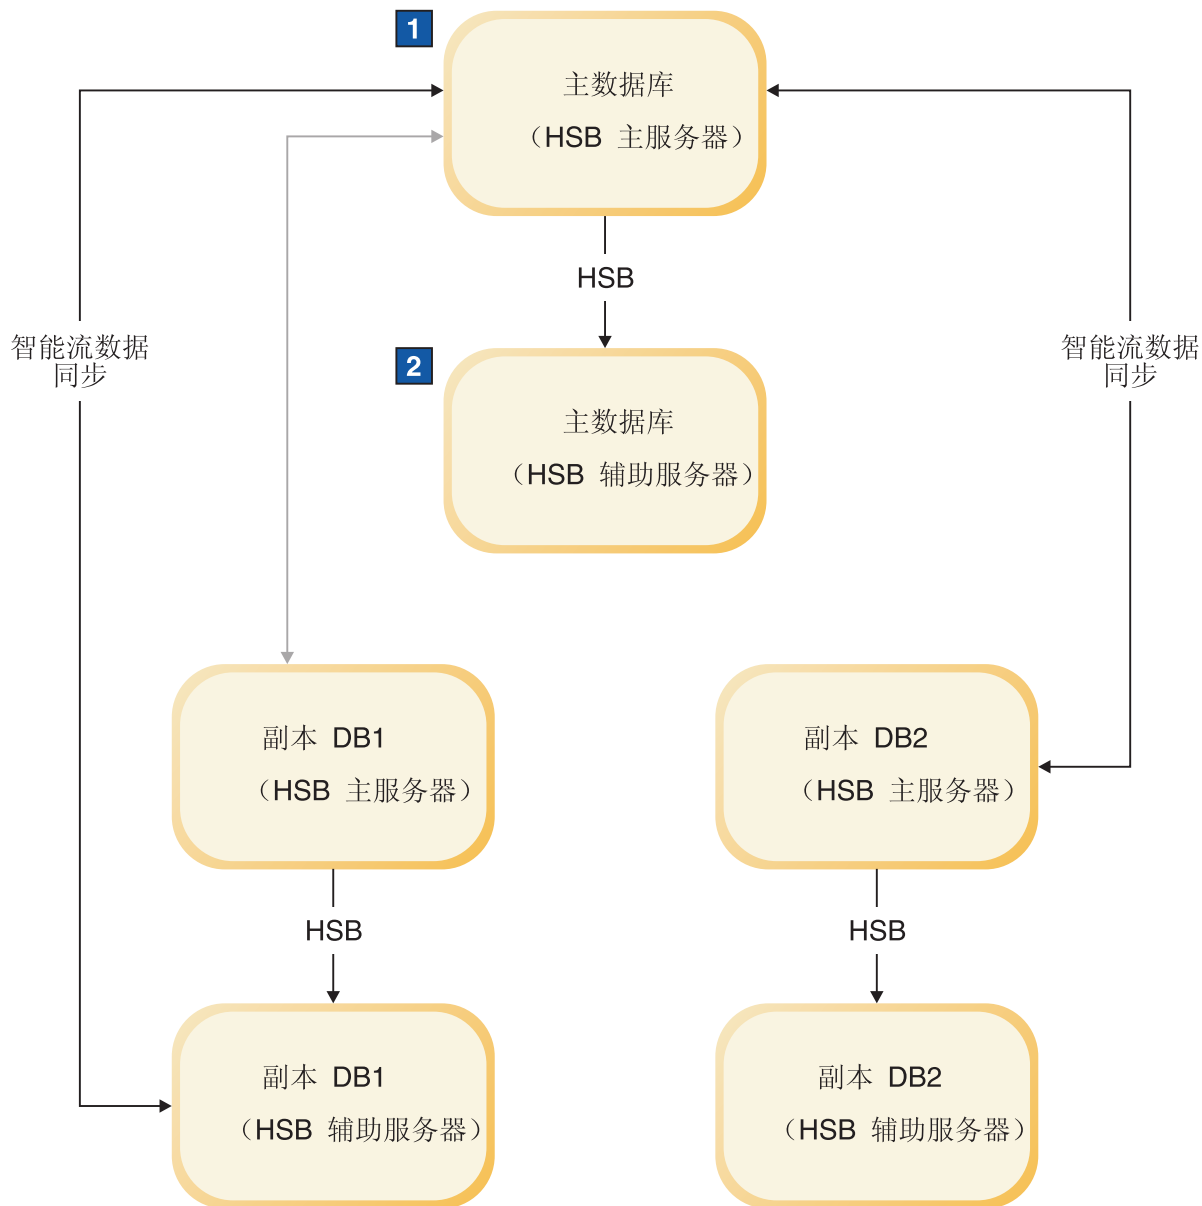 1
主数据库
（HSB 主服务器）
HSB
智能流数据
同步
智能流数据
同步
2
主数据库
（HSB 辅助服务器）
副本 DB1
（HSB 主服务器）
副本 DB2
（HSB 主服务器）
HSB
HSB
副本 DB1
（HSB 辅助服务器）
副本 DB2
（HSB 辅助服务器）